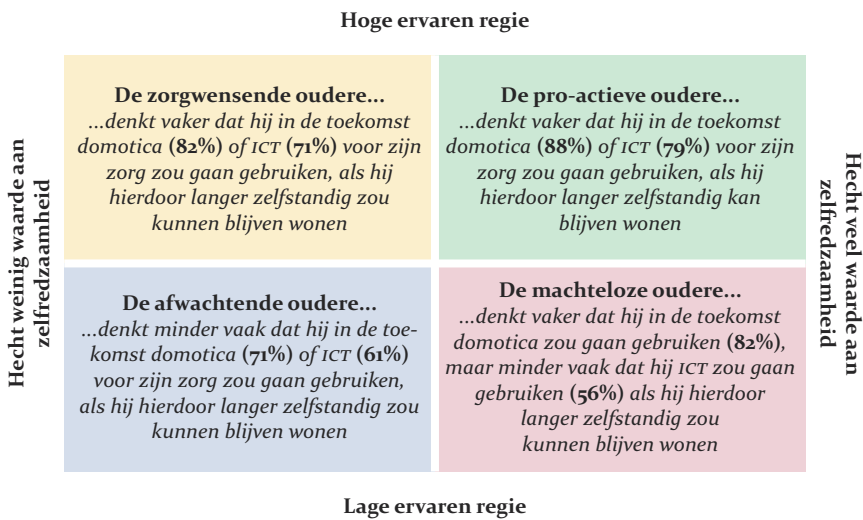 Hoge ervaren regie
Hecht weinig waarde aan
zelfredzaamheid
De zorgwensende oudere...
...denkt vaker dat hij in de toekomst
domotica (82%) of ICT (71%) voor zijn
zorg zou gaan gebruiken, als hij
hierdoor langer zelfstandig zou
kunnen blijven wonen
De pro-actieve oudere...
...denkt vaker dat hij in de toekomst
domotica (88%) of ICT (79%) voor zijn
zorg zou gaan gebruiken, als hij
hierdoor langer zelfstandig kan
blijven wonen
De afwachtende oudere...
...denkt minder vaak dat hij in de toe-
komst domotica (71%) of ICT (61%)
voor zijn zorg zou gaan gebruiken,
als hij hierdoor langer zelfstandig zou
kunnen blijven wonen
De machteloze oudere...
...denkt vaker dat hij in de toekomst
domotica zou gaan gebruiken (82%),
maar minder vaak dat hij ICT zou gaan
gebruiken (56%) als hij hierdoor
langer zelfstandig zou
kunnen blijven wonen
Hecht veel waarde aan
zelfredzaamheid
Lage ervaren regie